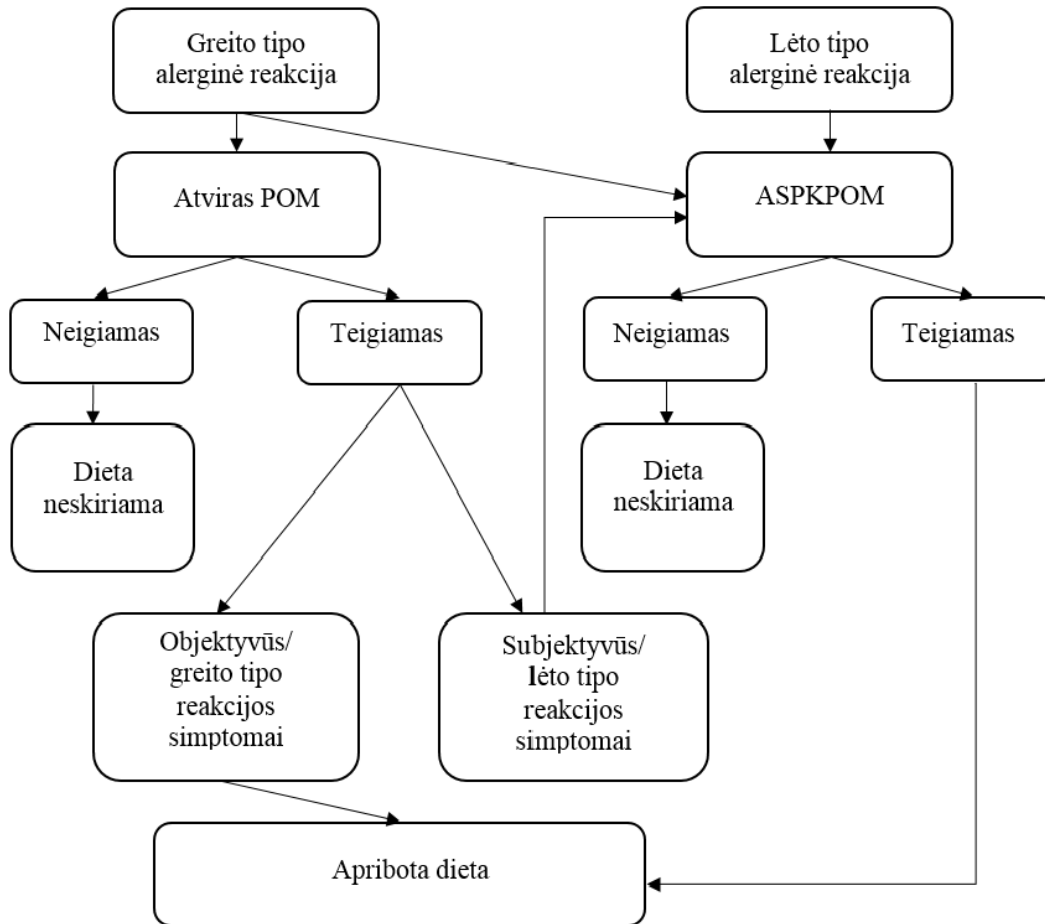 Greito tipo
alerginė reakcija
Lėto tipo
alerginė reakcija
Atviras POM
ASPKPOM
Neigiamas
Teigiamas
Neigiamas
Teigiamas
Dieta
neskiriama
Dieta
neskiriama
Objektyvūs/
greito tipo
reakcijos
simptomai
Subjektyvūs/
lėto tipo
reakcijos
simptomai
Apribota dieta